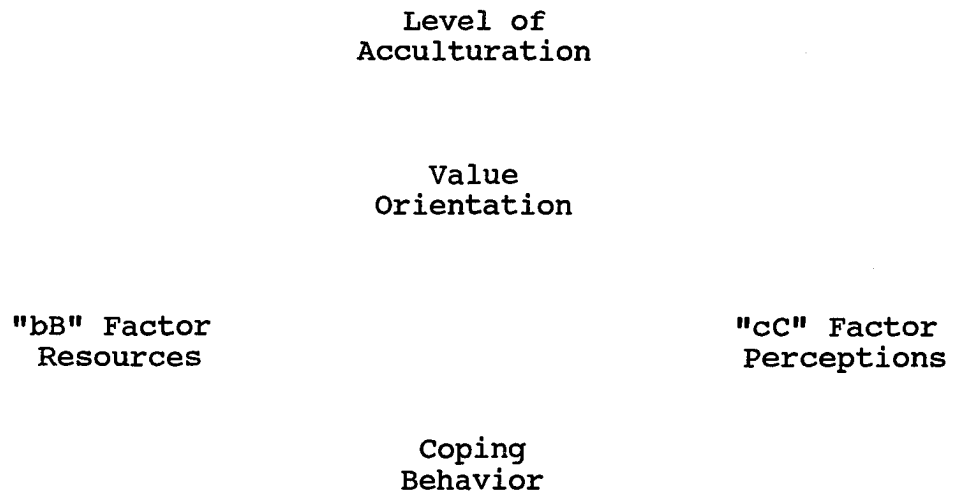 Level of
Acculturation
Value
Orientation
"bB" Factor
Resources
"cC" Factor
Perceptions
Coping
Behavior